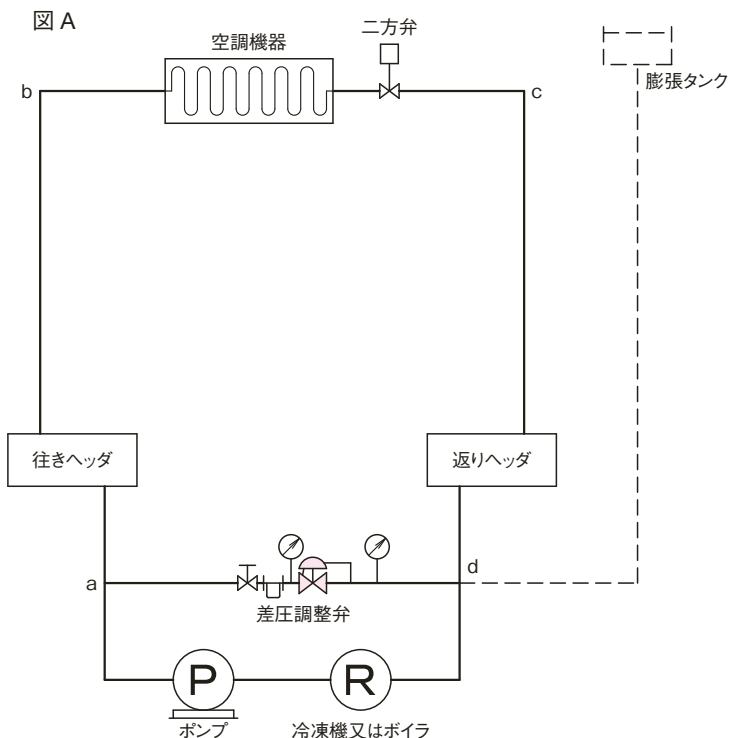 図 A
空調機器
二方弁
膨張タンク
b
c
往きヘッダ
返りヘッダ
a
d
差圧調整弁
P
R
ポンプ
冷凍機又はボイラ